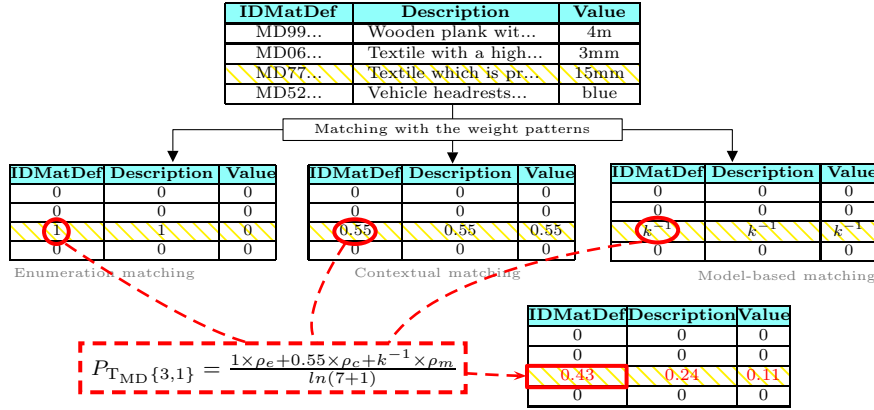 IDMatDef Description Value
MD99... Wooden plank wit... 4m
MD06... Textile with a high... 3mm
MD77... Textile which is pr... 15mm
MD52... Vehicle headrests... blue
Matching with the weight patterns
IDMatDef Description Value
0 0 0
0 0 0
1 1 0
0 0 0
Enumeration matching
IDMatDef Description Value
0 0 0
0 0 0
0.55 0.55 0.55
0 0 0
Contextual matching
IDMatDef Description Value
0 0 0
0 0 0
k⁻¹ k⁻¹ k⁻¹
0 0 0
Model-based matching
P_{T_{MD}\{3,1\}} = \frac{1×ρ_e+0.55×ρ_c+k^{-1}×ρ_m}{ln(7+1)}
IDMatDef Description Value
0 0 0
0 0 0
0.43 0.24 0.11
0 0 0